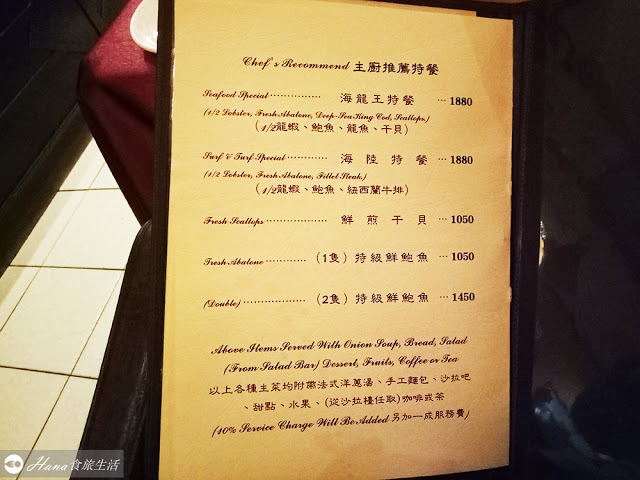 Chef's Recommend 主廚推薦特餐
Seafood Special ··············· 海龍王特餐 ··· 1880
(1/2 Lobster, Fresh Abalone, Deep-Sea King Cod, Scallops.)
（1/2龍蝦、鮑魚、龍魚、干貝）
Surf & Turf Special ············ 海陸特餐 ··· 1880
(1/2 Lobster, Fresh Abalone, Fillet Steak.)
（1/2龍蝦、鮑魚、紐西蘭牛排）
Fresh Scallops ·················· 鮮煎干貝 ··· 1050
Fresh Abalone ············ （1隻）特級鮮鮑魚 ··· 1050
(Double) ·················· （2隻）特級鮮鮑魚 ··· 1450
Above Items Served With Onion Soup, Bread, Salad
(From Salad Bar) Dessert, Fruits, Coffee or Tea
以上各種主菜均附帶法式洋蔥湯、手工麵包、沙拉吧
、甜點、水果、(從沙拉檯任取)咖啡或茶
(10% Service Charge Will Be Added 另加一成服務費)
Hana食旅生活